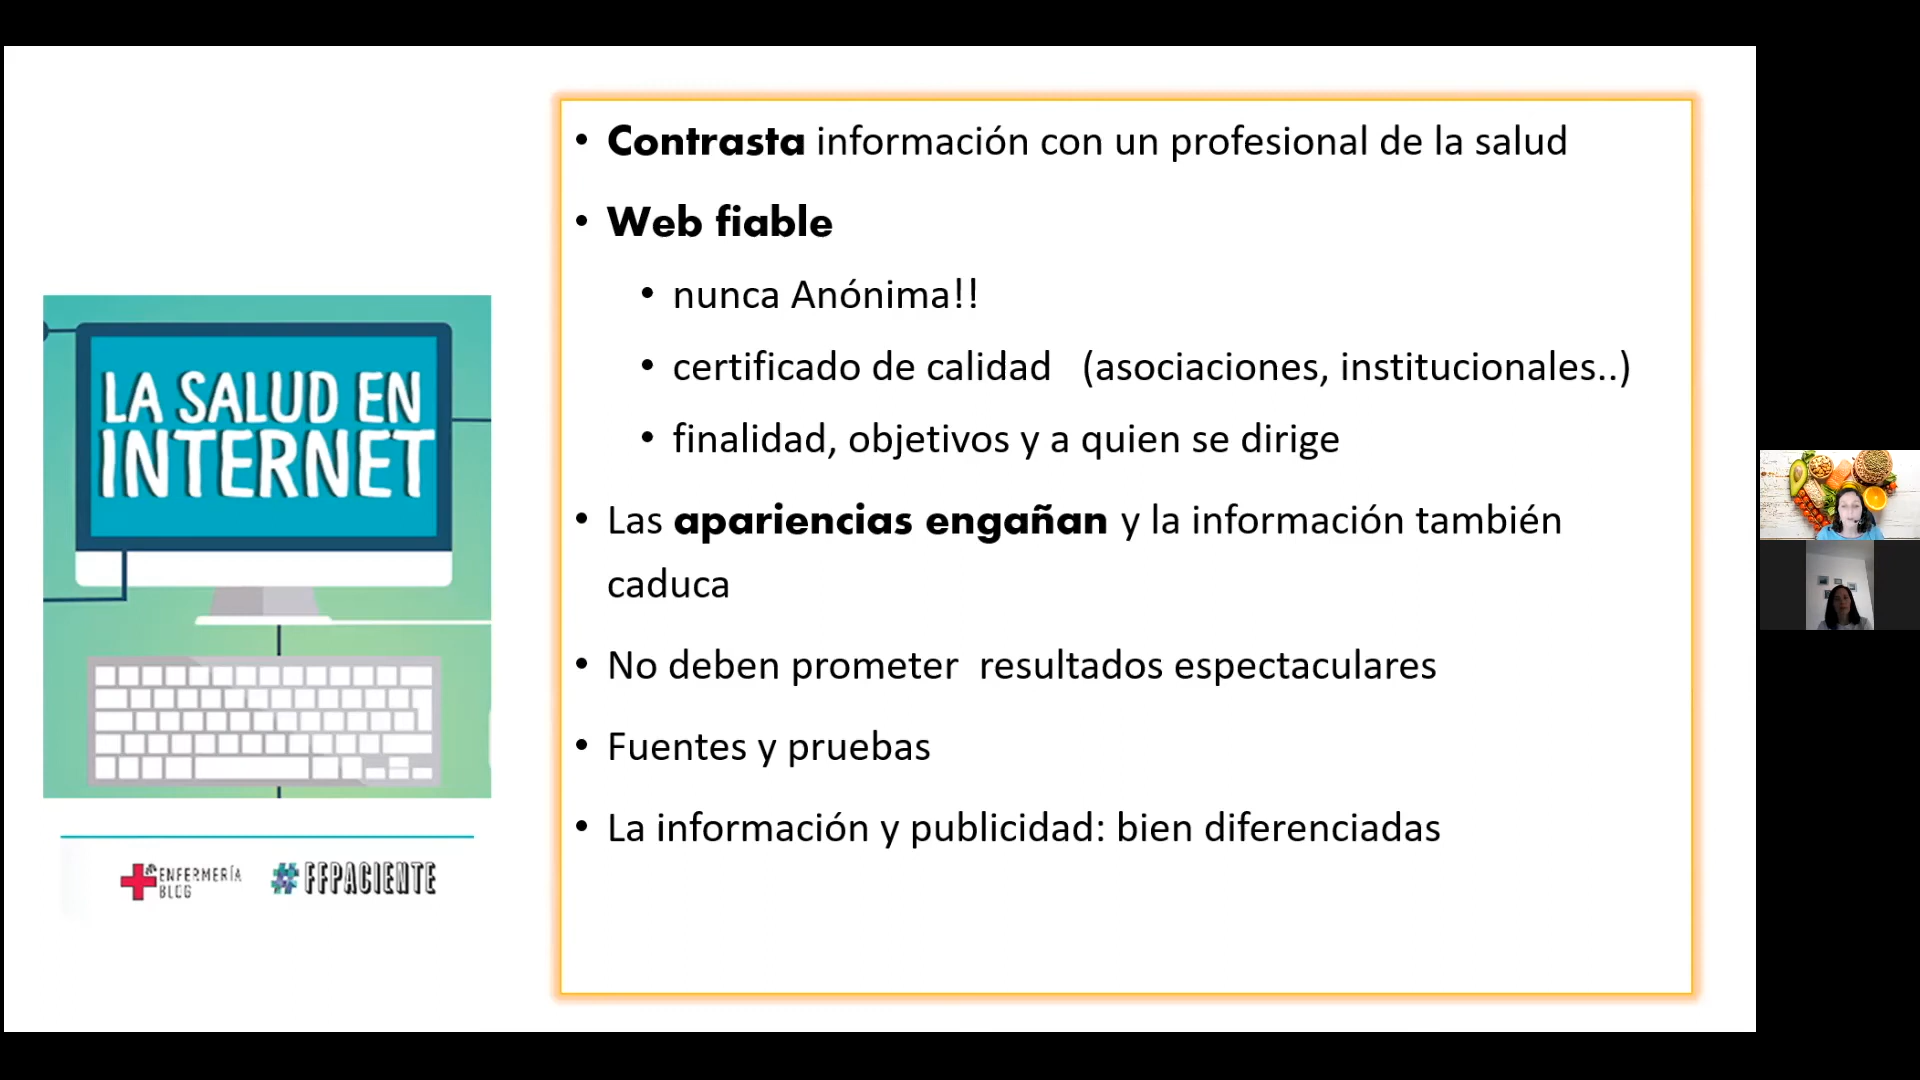 LA SALUD EN
INTERNET
ENFERMERÍA
BLOG
#FFPACIENTE
• Contrasta información con un profesional de la salud
• Web fiable
• nunca Anónima!!
• certificado de calidad (asociaciones, institucionales..)
• finalidad, objetivos y a quien se dirige
• Las apariencias engañan y la información también
caduca
• No deben prometer resultados espectaculares
• Fuentes y pruebas
• La información y publicidad: bien diferenciadas